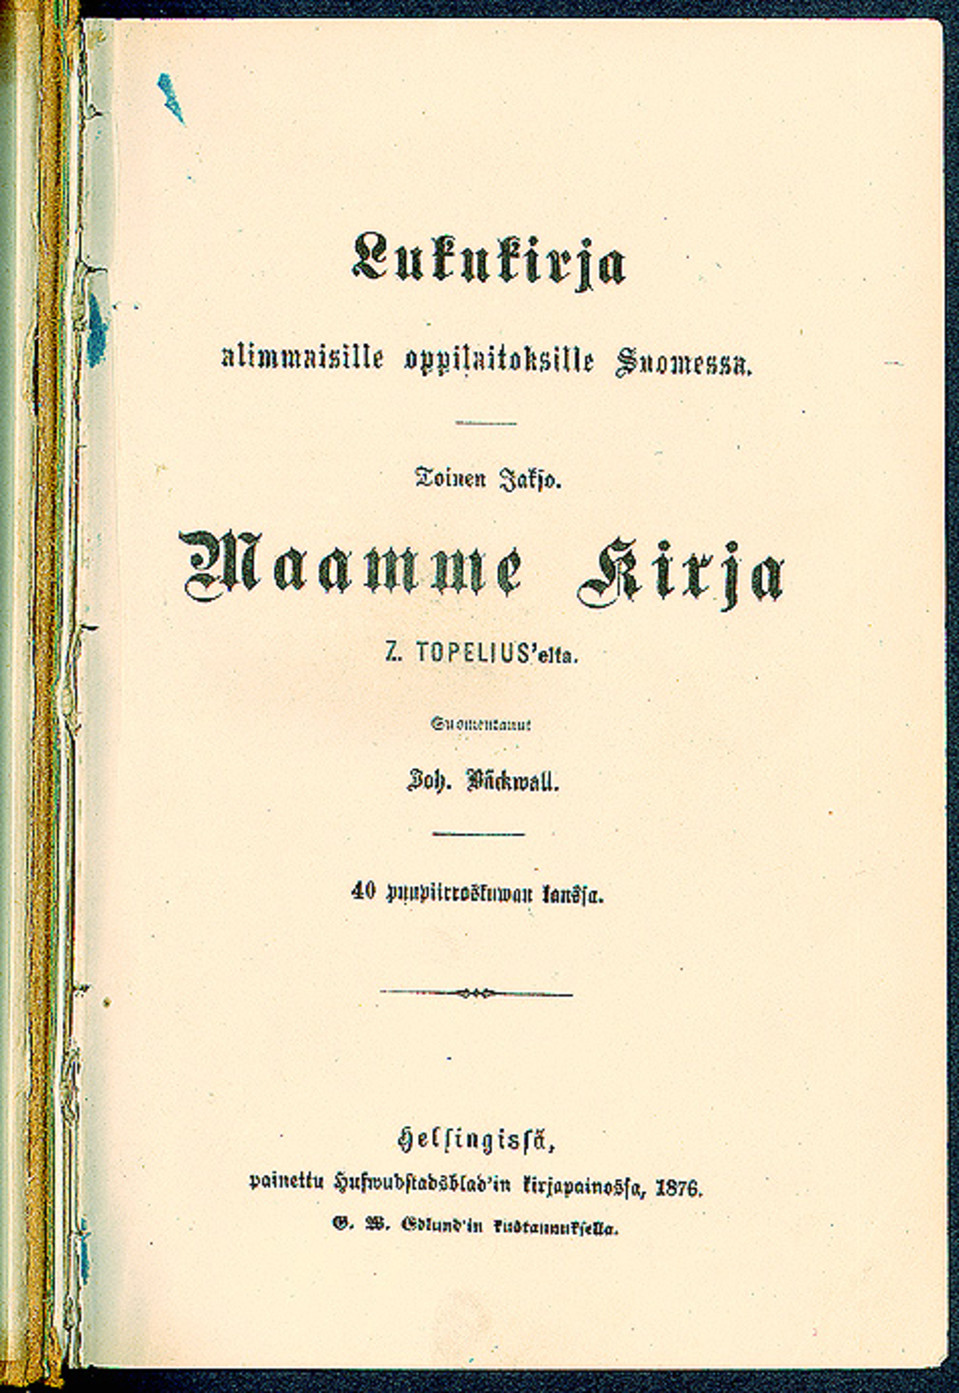 Lukukirja
alimmaisille oppilaitoksille Suomessa.
Toinen Jakso.
Maamme Kirja
Z. TOPELIUS'elta.
Suomentanut
Joh. Bäckwall.
40 puupiirroskuwan kanssa.
Helsingissä,
painettu Hufwudstadsblad'in kirjapainossa, 1876.
G. W. Edlund'in kustannuksella.